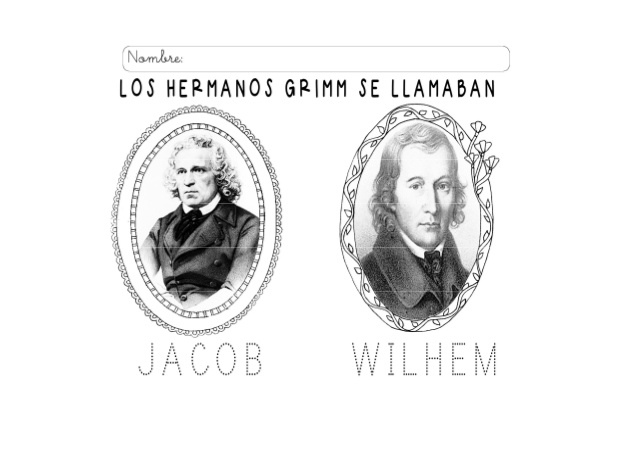 Nombre:
LOS HERMANOS GRIMM SE LLAMABAN
JACOB WILHEM